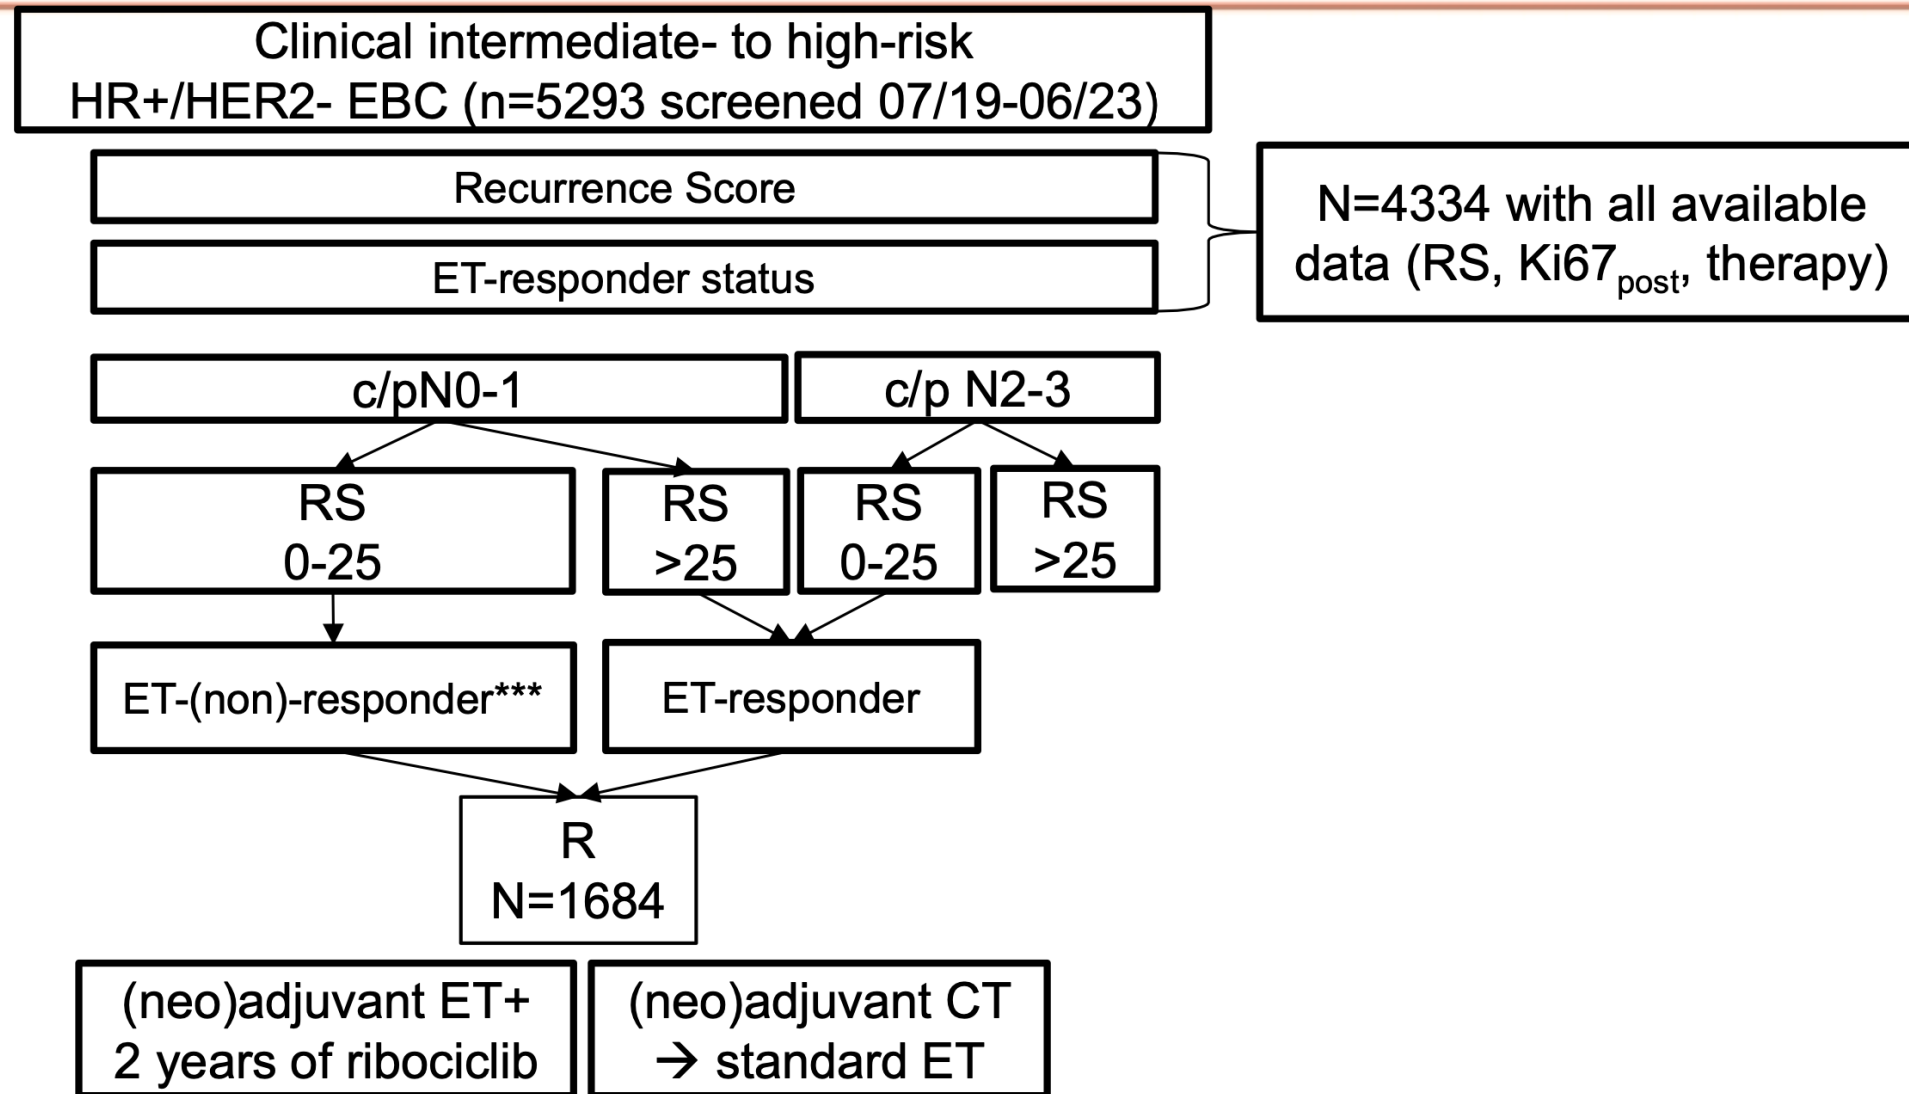 Clinical intermediate- to high-risk
HR+/HER2- EBC (n=5293 screened 07/19-06/23)
Recurrence Score
ET-responder status
N=4334 with all available
data (RS, Ki67post, therapy)
c/pN0-1
c/p N2-3
RS
0-25
RS
>25
RS
0-25
RS
>25
ET-(non)-responder***
ET-responder
R
N=1684
(neo)adjuvant ET+
2 years of ribociclib
(neo)adjuvant CT
→ standard ET